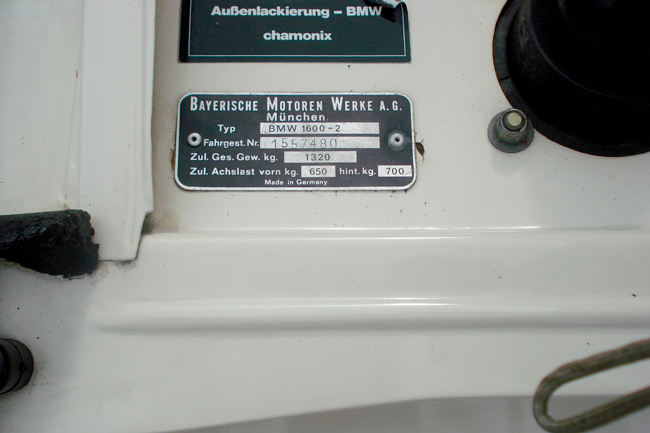 Außenlackierung – BMW
chamonix
BAYERISCHE MOTOREN WERKE A.G.
München
Typ BMW 1600-2
Fahrgest.Nr. 1557480
Zul. Ges. Gew. kg. 1320
Zul. Achslast vorn kg. 650 hint. kg. 700
Made in Germany